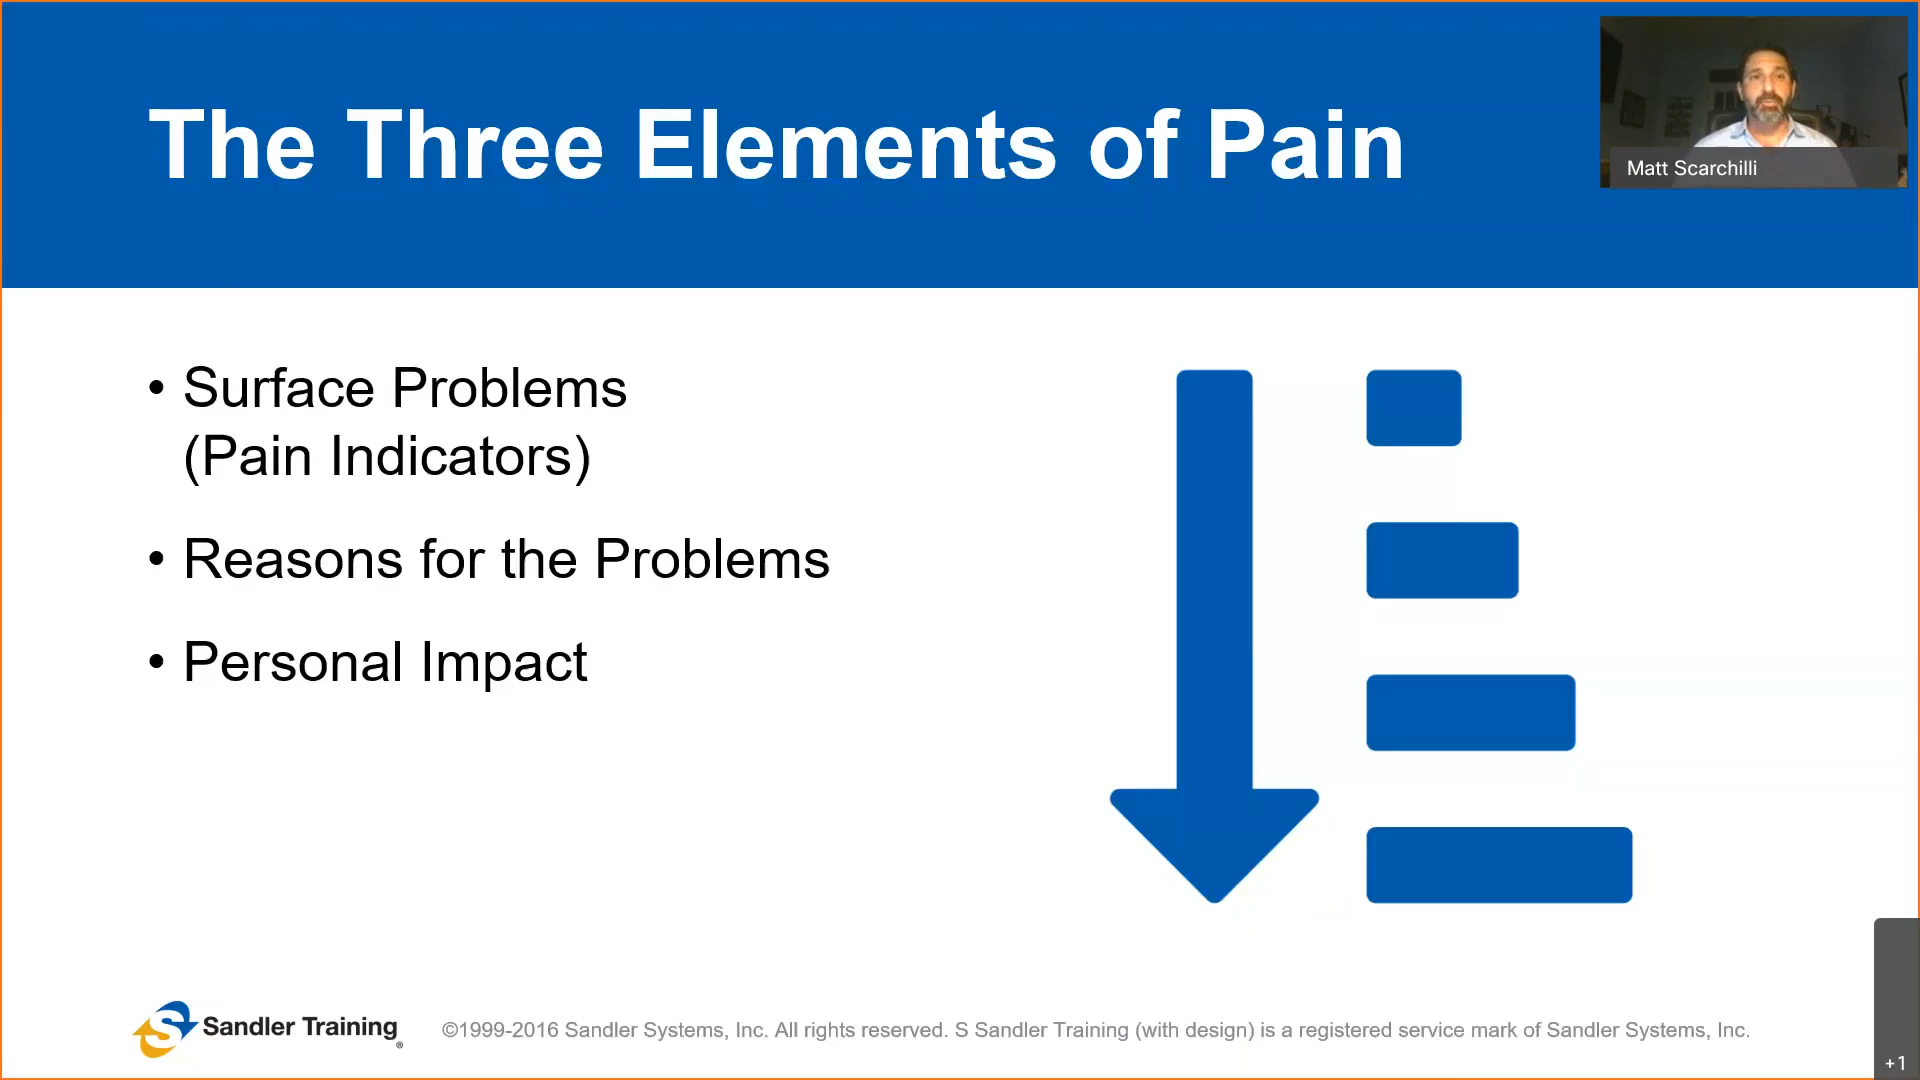 The Three Elements of Pain
Matt Scarchilli
• Surface Problems
(Pain Indicators)
• Reasons for the Problems
• Personal Impact
S Sandler Training®
©1999-2016 Sandler Systems, Inc. All rights reserved. S Sandler Training (with design) is a registered service mark of Sandler Systems, Inc.
+1